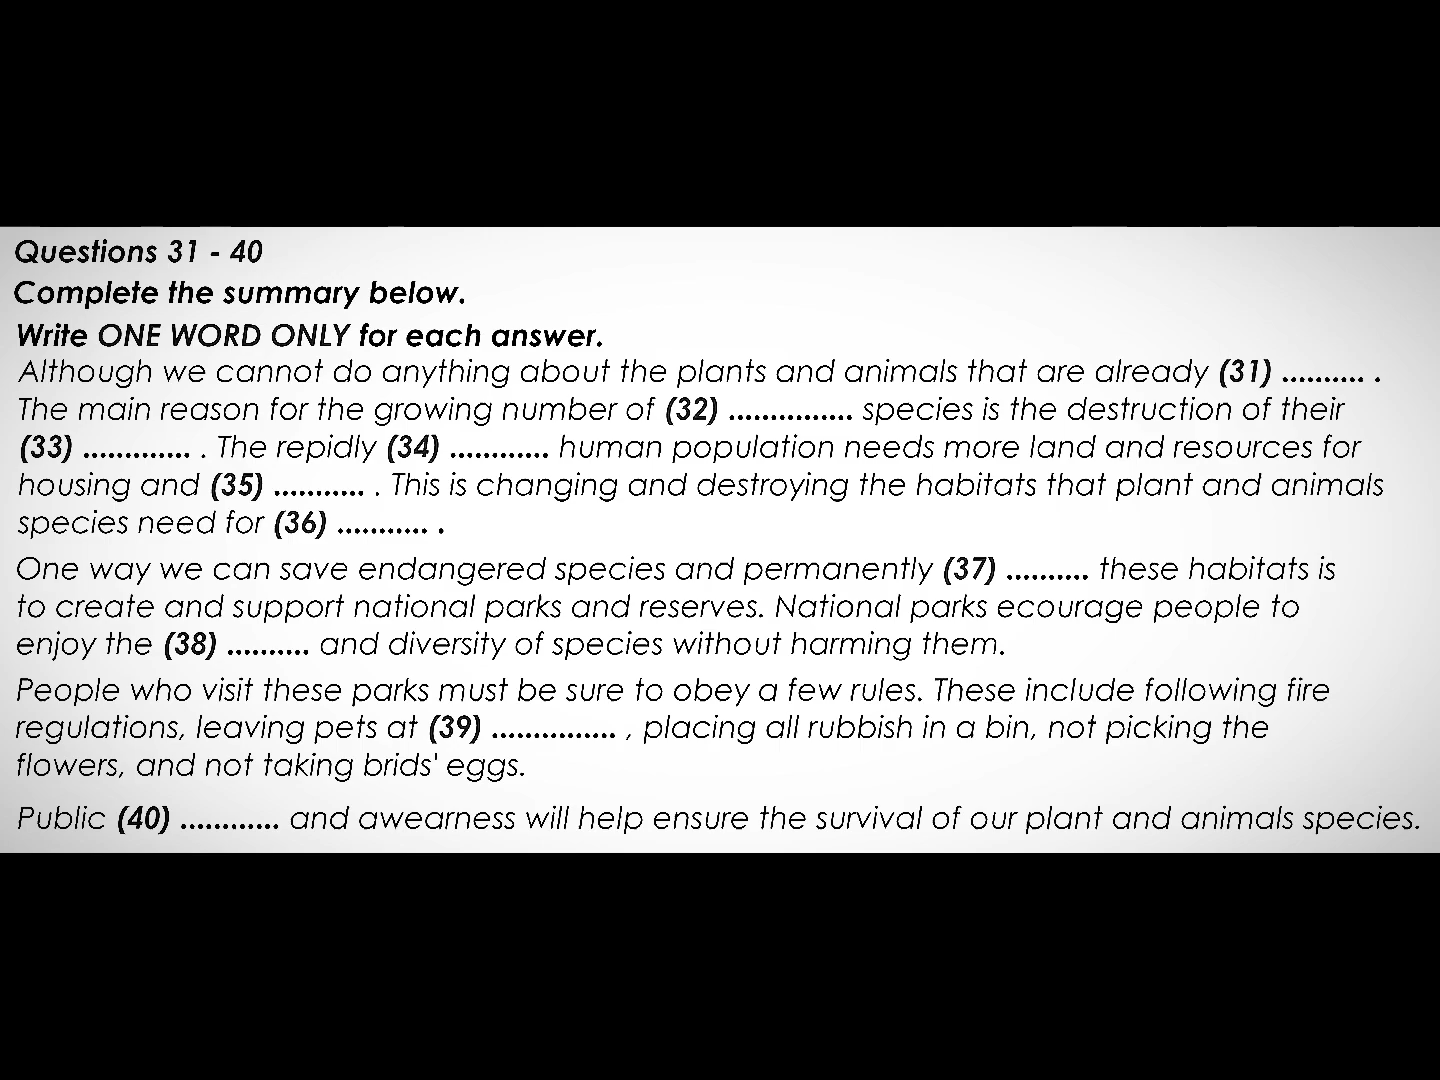 Questions 31 - 40
Complete the summary below.
Write ONE WORD ONLY for each answer.
Although we cannot do anything about the plants and animals that are already (31) .......... .
The main reason for the growing number of (32) ............... species is the destruction of their
(33) ............. . The repidly (34) ............ human population needs more land and resources for
housing and (35) ........... . This is changing and destroying the habitats that plant and animals
species need for (36) ........... .
One way we can save endangered species and permanently (37) .......... these habitats is
to create and support national parks and reserves. National parks ecourage people to
enjoy the (38) .......... and diversity of species without harming them.
People who visit these parks must be sure to obey a few rules. These include following fire
regulations, leaving pets at (39) ............... , placing all rubbish in a bin, not picking the
flowers, and not taking brids' eggs.
Public (40) ............ and awearness will help ensure the survival of our plant and animals species.